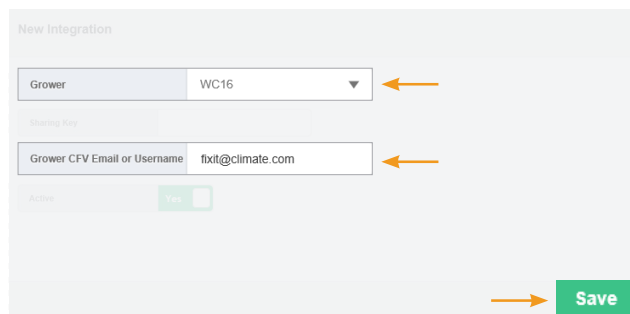 New Integration
Grower WC16
Sharing Key
Grower CFV Email or Username fixit@climate.com
Active Yes
Save